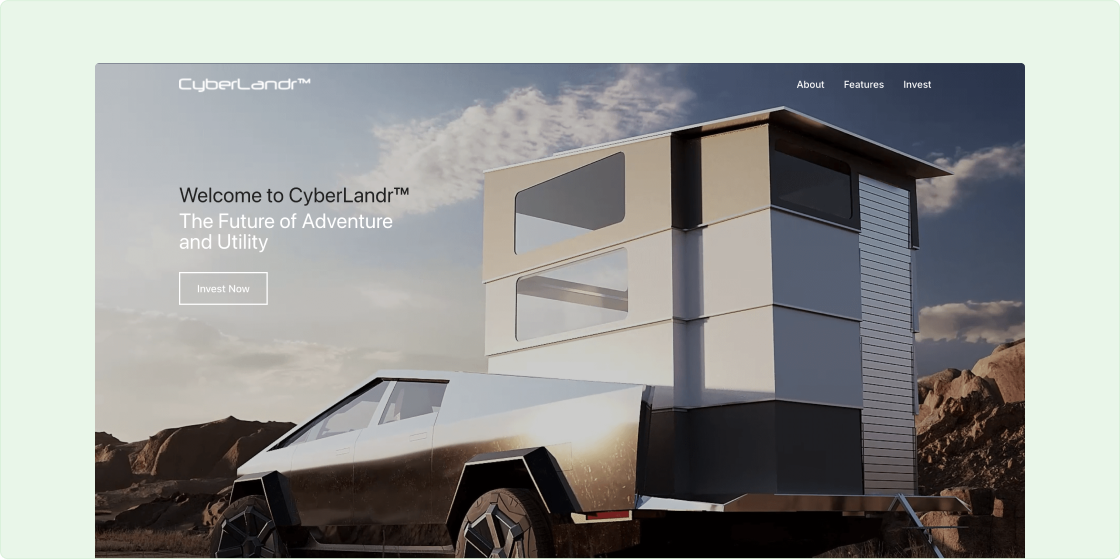 CyberLandr™
About Features Invest
Welcome to CyberLandr™
The Future of Adventure
and Utility
Invest Now